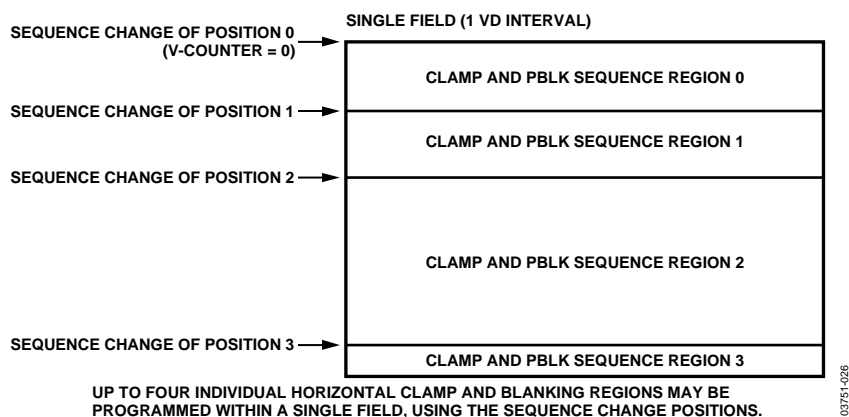 SINGLE FIELD (1 VD INTERVAL)
SEQUENCE CHANGE OF POSITION 0
(V-COUNTER = 0)
CLAMP AND PBLK SEQUENCE REGION 0
SEQUENCE CHANGE OF POSITION 1
CLAMP AND PBLK SEQUENCE REGION 1
SEQUENCE CHANGE OF POSITION 2
CLAMP AND PBLK SEQUENCE REGION 2
SEQUENCE CHANGE OF POSITION 3
CLAMP AND PBLK SEQUENCE REGION 3
UP TO FOUR INDIVIDUAL HORIZONTAL CLAMP AND BLANKING REGIONS MAY BE
PROGRAMMED WITHIN A SINGLE FIELD, USING THE SEQUENCE CHANGE POSITIONS.
03751-026